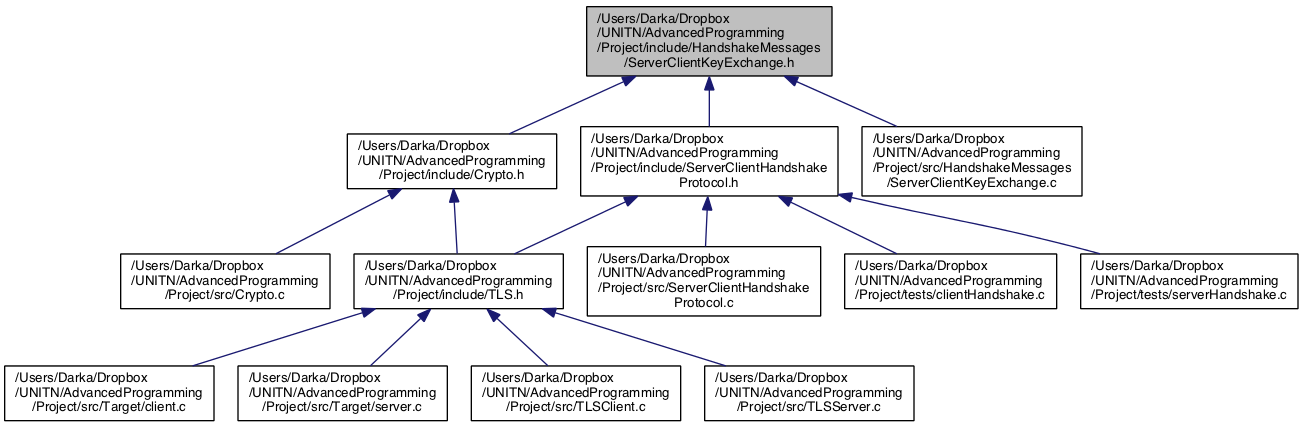 /Users/Darka/Dropbox
/UNITN/AdvancedProgramming
/Project/include/HandshakeMessages
/ServerClientKeyExchange.h
/Users/Darka/Dropbox
/UNITN/AdvancedProgramming
/Project/include/Crypto.h
/Users/Darka/Dropbox
/UNITN/AdvancedProgramming
/Project/include/ServerClientHandshake
Protocol.h
/Users/Darka/Dropbox
/UNITN/AdvancedProgramming
/Project/src/HandshakeMessages
/ServerClientKeyExchange.c
/Users/Darka/Dropbox
/UNITN/AdvancedProgramming
/Project/src/Crypto.c
/Users/Darka/Dropbox
/UNITN/AdvancedProgramming
/Project/include/TLS.h
/Users/Darka/Dropbox
/UNITN/AdvancedProgramming
/Project/src/ServerClientHandshake
Protocol.c
/Users/Darka/Dropbox
/UNITN/AdvancedProgramming
/Project/tests/clientHandshake.c
/Users/Darka/Dropbox
/UNITN/AdvancedProgramming
/Project/tests/serverHandshake.c
/Users/Darka/Dropbox
/UNITN/AdvancedProgramming
/Project/src/Target/client.c
/Users/Darka/Dropbox
/UNITN/AdvancedProgramming
/Project/src/Target/server.c
/Users/Darka/Dropbox
/UNITN/AdvancedProgramming
/Project/src/TLSClient.c
/Users/Darka/Dropbox
/UNITN/AdvancedProgramming
/Project/src/TLSServer.c